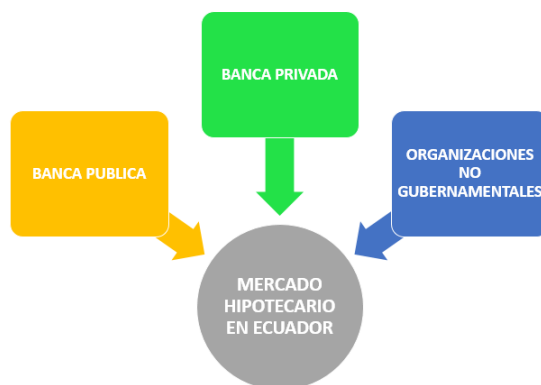 BANCA PRIVADA
BANCA PUBLICA
ORGANIZACIONES
NO
GUBERNAMENTALES
MERCADO
HIPOTECARIO
EN ECUADOR